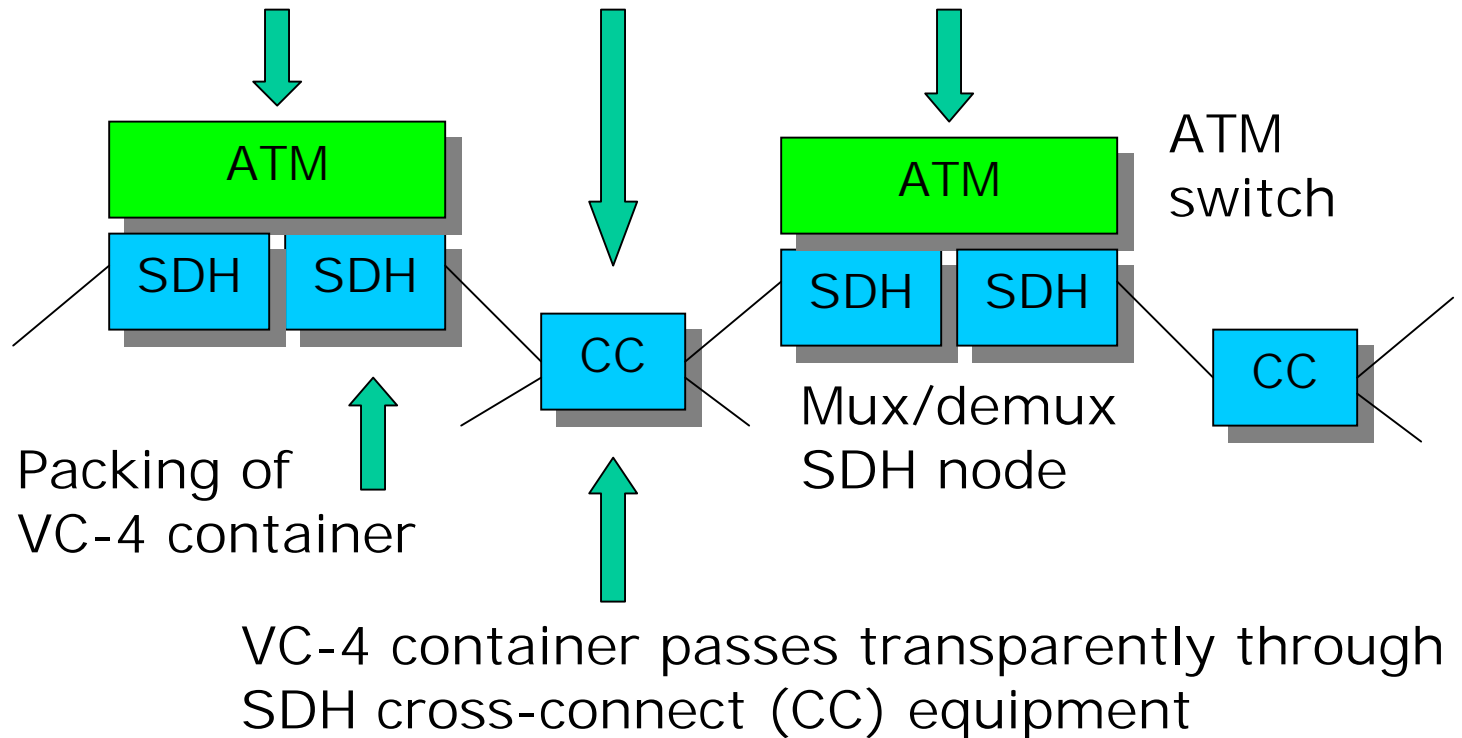 ATM
ATM
ATM
switch
SDH
SDH
SDH
SDH
CC
CC
Mux/demux
SDH node
Packing of
VC-4 container
VC-4 container passes transparently through
SDH cross-connect (CC) equipment